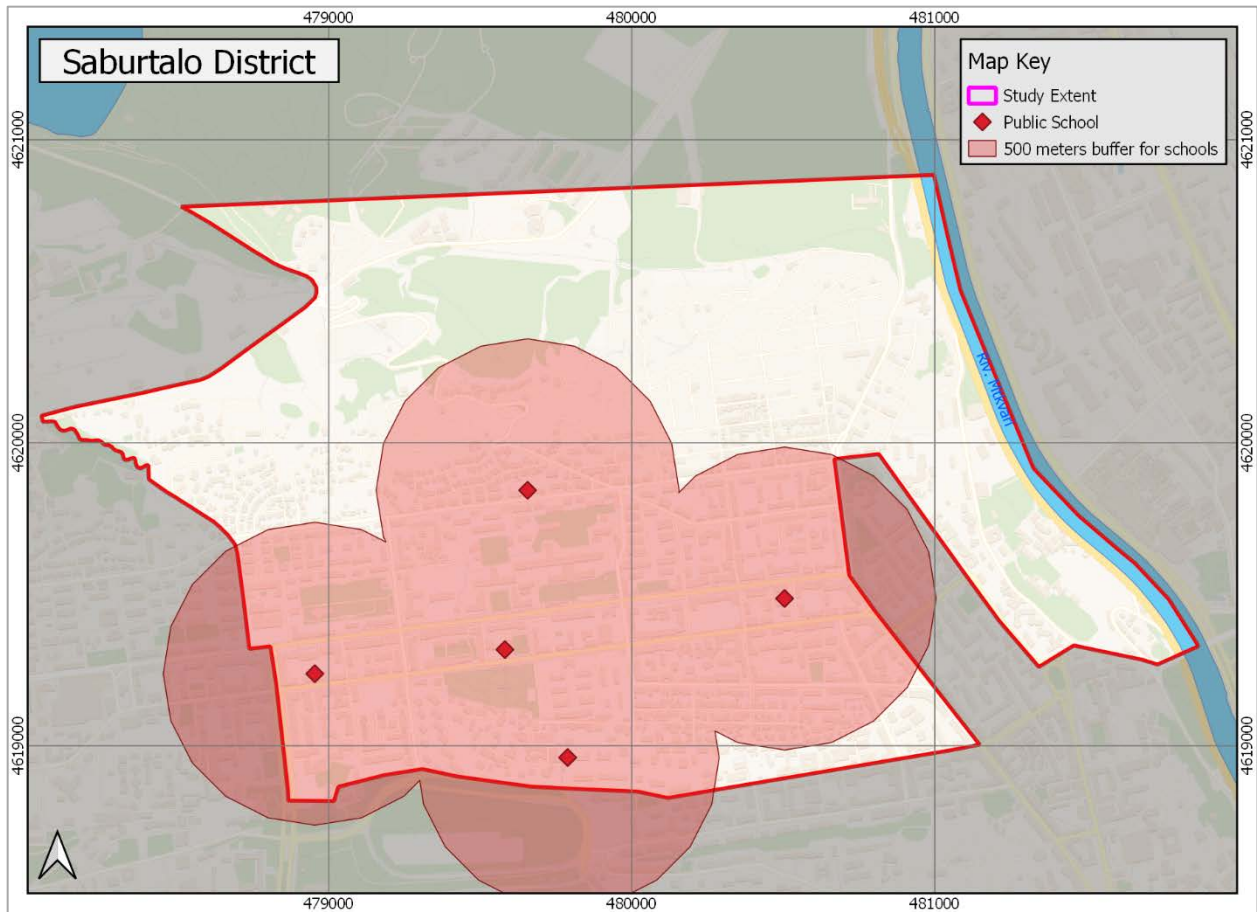 479000
480000
481000
Saburtalo District
Map Key
Study Extent
Public School
500 meters buffer for schools
4621000
4621000
Riv. Mtkvari
4620000
4620000
4619000
4619000
479000
480000
481000